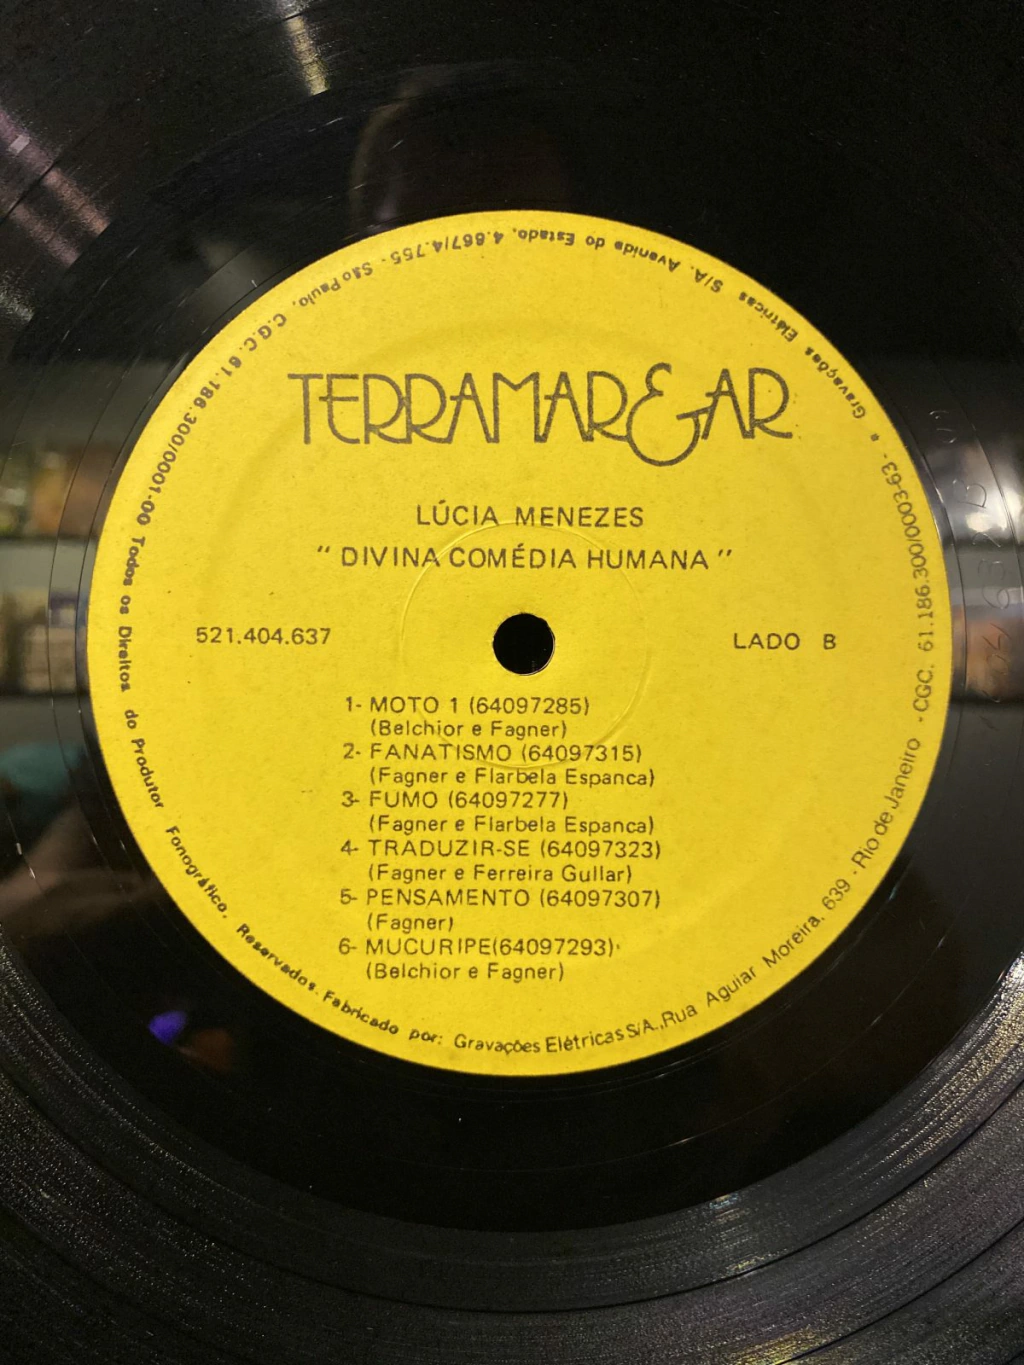 TERRAMAR&AR
LÚCIA MENEZES
" DIVINA COMÉDIA HUMANA "
521.404.637
LADO B
1- MOTO 1 (64097285)
(Belchior e Fagner)
2- FANATISMO (64097315)
(Fagner e Flarbela Espanca)
3- FUMO (64097277)
(Fagner e Flarbela Espanca)
4- TRADUZIR-SE (64097323)
(Fagner e Ferreira Gullar)
5- PENSAMENTO (64097307)
(Fagner)
6- MUCURIPE(64097293)
(Belchior e Fagner)
Gravações Elétricas S/A. Avenida do Estado, 4.667/4.755 - São Paulo, C.G.C. 61.186.300/0001-00 Todos os Direitos do Produtor Fonográfico. Reservados. Fabricado por: Gravações Elétricas S/A.,Rua Aguiar Moreira, 639 - Rio de Janeiro - CGC. 61.186.300/0003-63 -